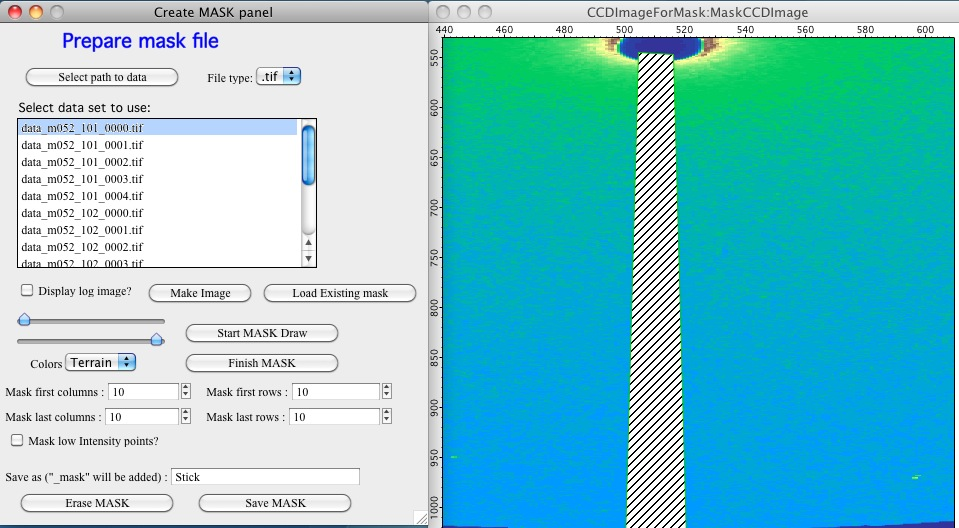 Create MASK panel
Prepare mask file
Select path to data
File type: .tif
Select data set to use:
data_m052_101_0000.tif
data_m052_101_0001.tif
data_m052_101_0002.tif
data_m052_101_0003.tif
data_m052_101_0004.tif
data_m052_102_0000.tif
data_m052_102_0001.tif
data_m052_102_0002.tif
data_m052_102_0003.tif
Display log image?
Make Image
Load Existing mask
Start MASK Draw
Colors Terrain
Finish MASK
Mask first columns : 10
Mask first rows : 10
Mask last columns : 10
Mask last rows : 10
Mask low Intensity points?
Save as ("_mask" will be added) : Stick
Erase MASK
Save MASK
CCDImageForMask:MaskCCDImage
440 460 480 500 520 540 560 580 600
550
600
650
700
750
800
850
900
950
1000